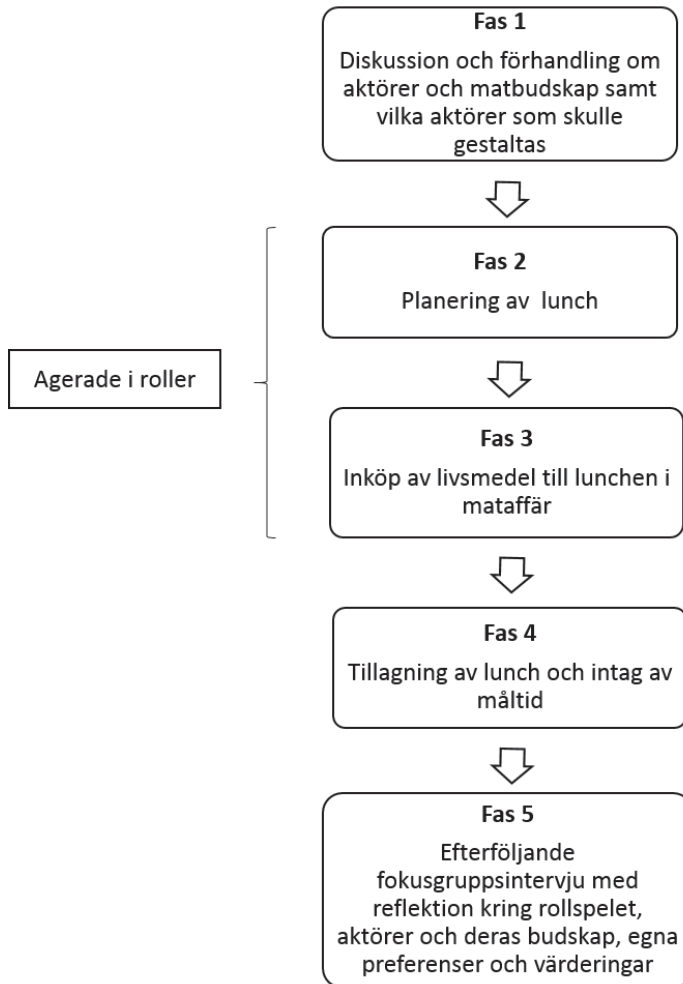 Fas 1
Diskussion och förhandling om
aktörer och matbudskap samt
vilka aktörer som skulle
gestaltas
Fas 2
Planering av lunch
Agerade i roller
Fas 3
Inköp av livsmedel till lunchen i
mataffär
Fas 4
Tillagning av lunch och intag av
måltid
Fas 5
Efterföljande
fokusgruppsintervju med
reflektion kring rollspelet,
aktörer och deras budskap, egna
preferenser och värderingar